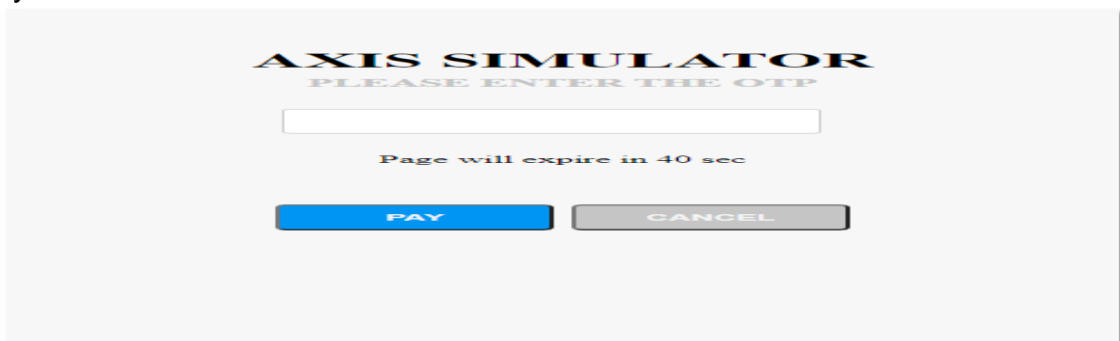 AXIS SIMULATOR
PLEASE ENTER THE OTP
Page will expire in 40 sec
PAY CANCEL